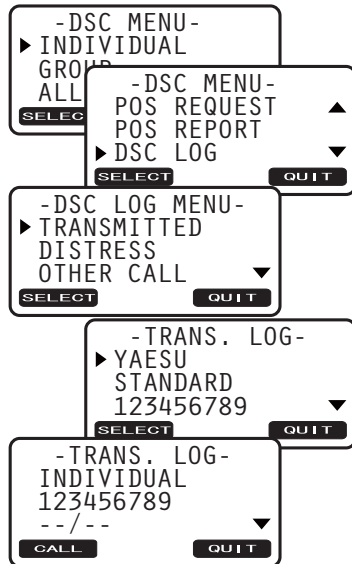 -DSC MENU-
INDIVIDUAL
GROUP
ALL
SELEC
-DSC MENU-
POS REQUEST
POS REPORT
DSC LOG
SELECT QUIT
-DSC LOG MENU-
TRANSMITTED
DISTRESS
OTHER CALL
SELECT QUIT
-TRANS. LOG-
YAESU
STANDARD
123456789
SELECT QUIT
-TRANS. LOG-
INDIVIDUAL
123456789
--/--
CALL QUIT